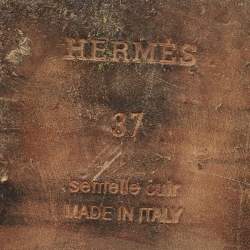 HERMES
37
semelle cuir
MADE IN ITALY